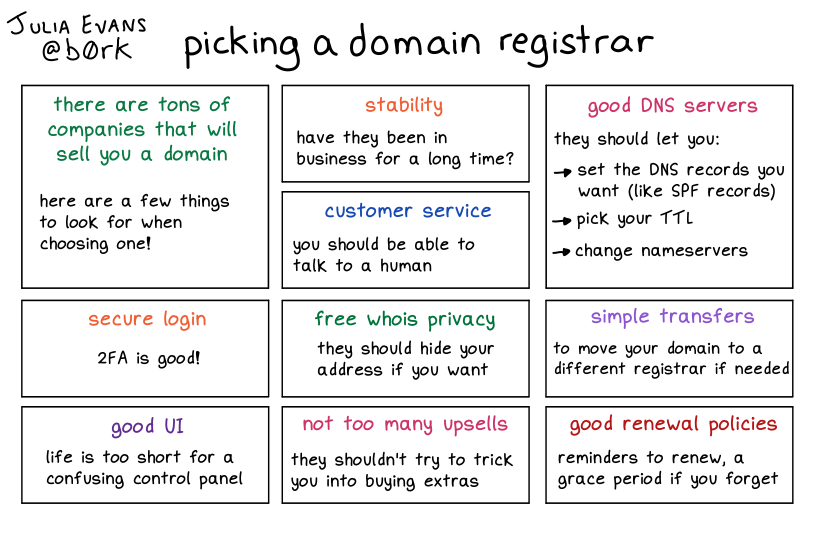 JULIA EVANS
@b0rk
picking a domain registrar
there are tons of
companies that will
sell you a domain
here are a few things
to look for when
choosing one!
stability
have they been in
business for a long time?
customer service
you should be able to
talk to a human
good DNS servers
they should let you:
→ set the DNS records you
want (like SPF records)
→ pick your TTL
→ change nameservers
secure login
2FA is good!
free whois privacy
they should hide your
address if you want
simple transfers
to move your domain to a
different registrar if needed
good UI
life is too short for a
confusing control panel
not too many upsells
they shouldn't try to trick
you into buying extras
good renewal policies
reminders to renew, a
grace period if you forget